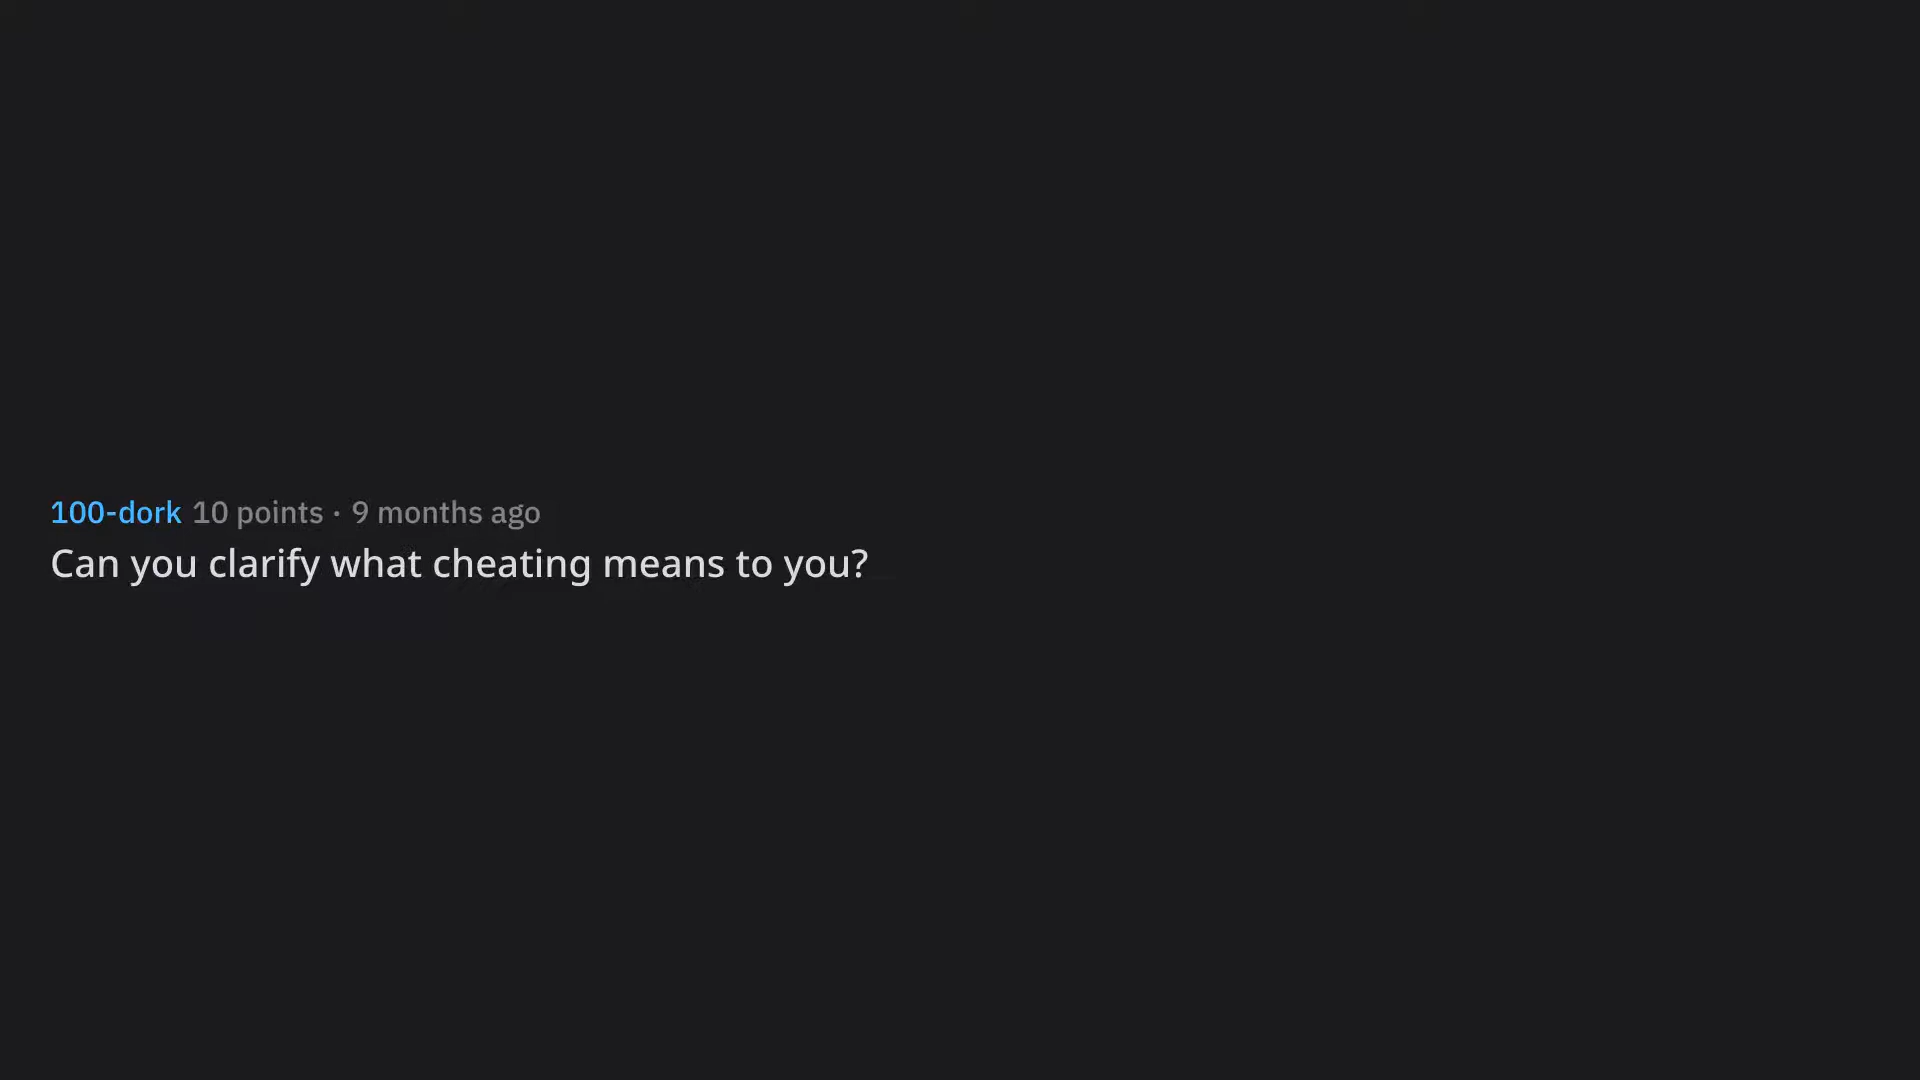 100-dork 10 points · 9 months ago
Can you clarify what cheating means to you?